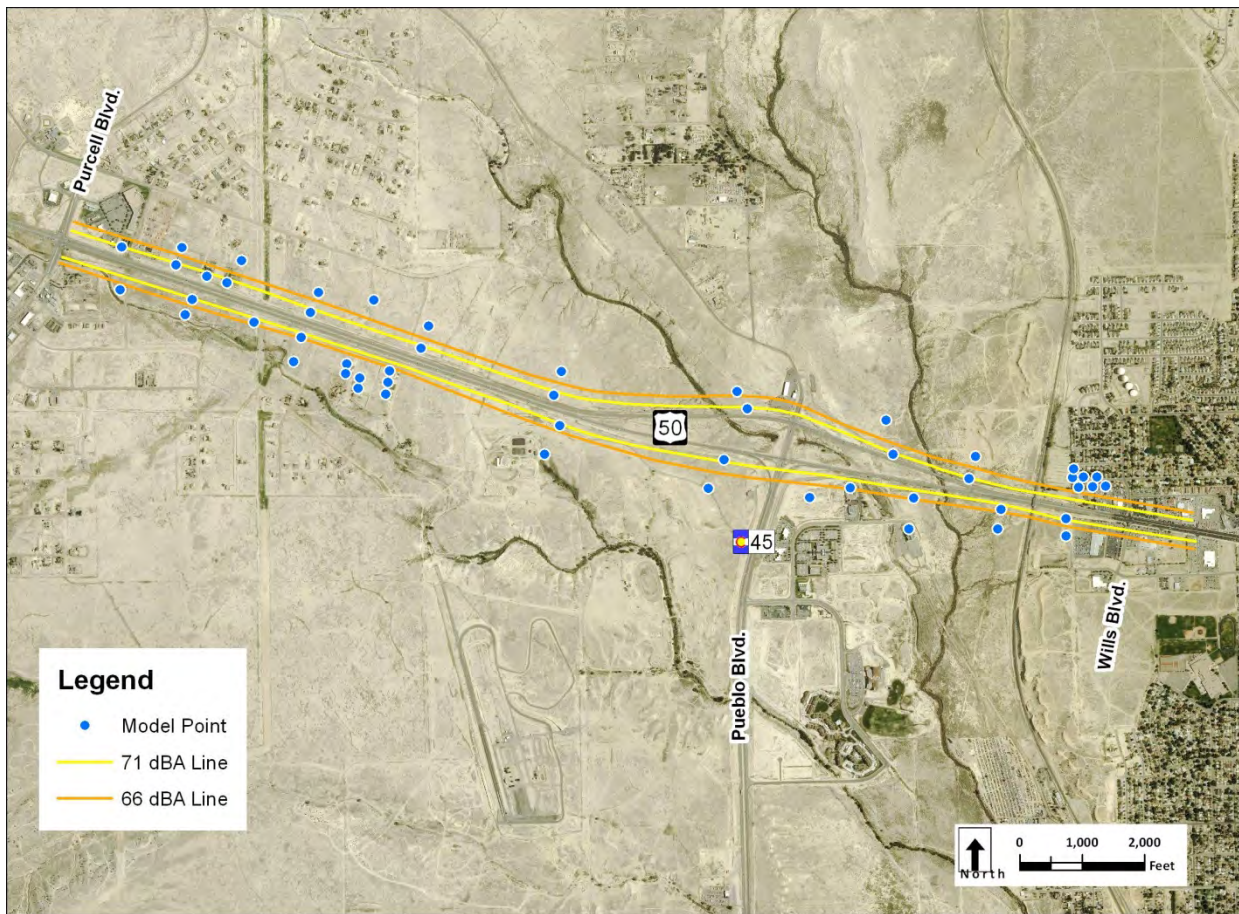 Purcell Blvd.
50
45
Pueblo Blvd.
Wills Blvd.
Legend
Model Point
71 dBA Line
66 dBA Line
North
0 1,000 2,000
Feet